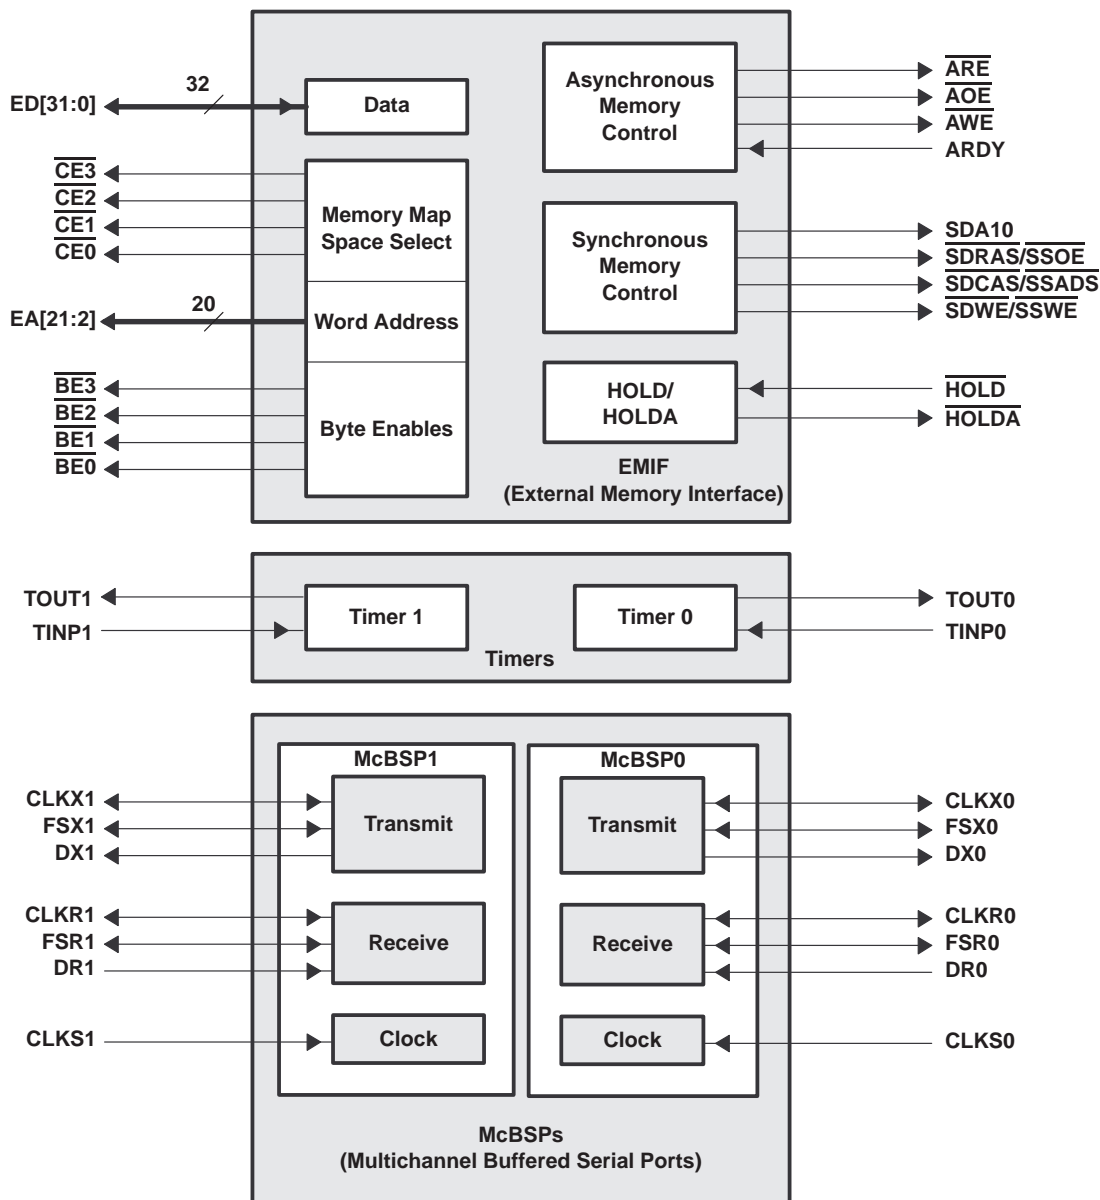 ED[31:0]
32
Data
CE3
CE2
CE1
CE0
Memory Map
Space Select
EA[21:2]
20
Word Address
BE3
BE2
BE1
BE0
Byte Enables
Asynchronous
Memory
Control
ARE
AOE
AWE
ARDY
Synchronous
Memory
Control
SDA10
SDRAS/SSOE
SDCAS/SSADS
SDWE/SSWE
HOLD/
HOLDA
HOLD
HOLDA
EMIF
(External Memory Interface)
TOUT1
TINP1
Timer 1
Timer 0
TOUT0
TINP0
Timers
McBSP1
CLKX1
FSX1
DX1
Transmit
CLKR1
FSR1
DR1
Receive
CLKS1
Clock
McBSP0
Transmit
CLKX0
FSX0
DX0
Receive
CLKR0
FSR0
DR0
Clock
CLKS0
McBSPs
(Multichannel Buffered Serial Ports)